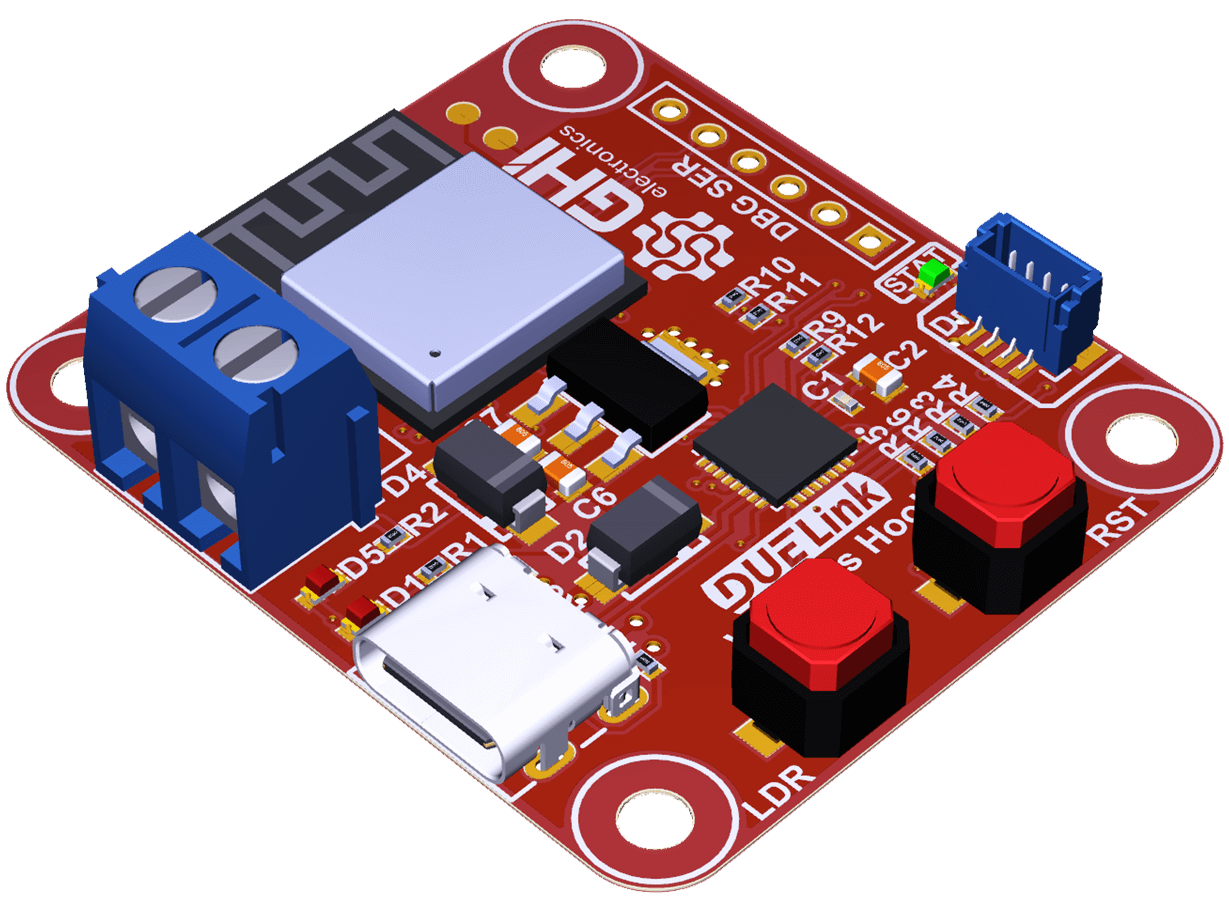 GHI
electronics
DBG SER
STAT
R10
R11
R9
R12
C1
C2
R4
R3
R6
R5
D4
C6
D2
R2
D5
R1
D1
DUELink
RST
LDR